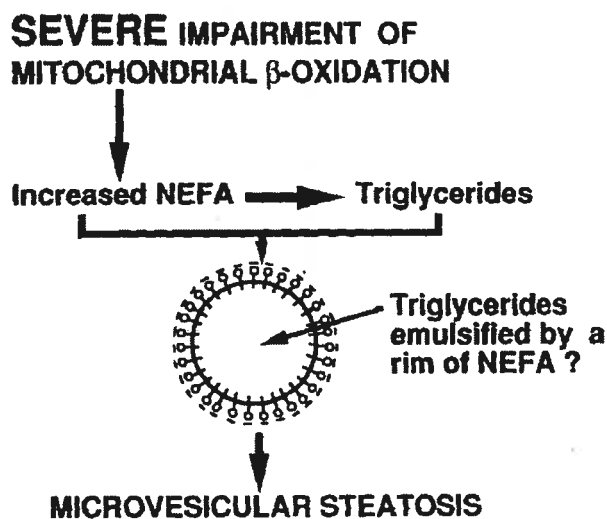 SEVERE IMPAIRMENT OF
MITOCHONDRIAL β-OXIDATION
Increased NEFA
Triglycerides
Triglycerides
emulsified by a
rim of NEFA ?
MICROVESICULAR STEATOSIS